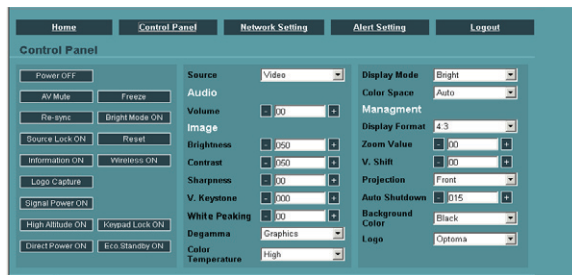 Home Control Panel Network Setting Alert Setting Logout
Control Panel
Power OFF
AV Mute Freeze
Re-sync Bright Mode ON
Source Lock ON Reset
Information ON Wireless ON
Logo Capture
Signal Power ON
High Altitude ON Keypad Lock ON
Direct Power ON Eco.Standby ON
Source Video
Audio
Volume - 00 +
Image
Brightness - 050 +
Contrast - 050 +
Sharpness - 00 +
V. Keystone - 000 +
White Peaking - 00 +
Degamma Graphics
Color
Temperature High
Display Mode Bright
Color Space Auto
Managment
Display Format 4:3
Zoom Value - 00 +
V. Shift - 00 +
Projection Front
Auto Shutdown - 015 +
Background
Color Black
Logo Optoma